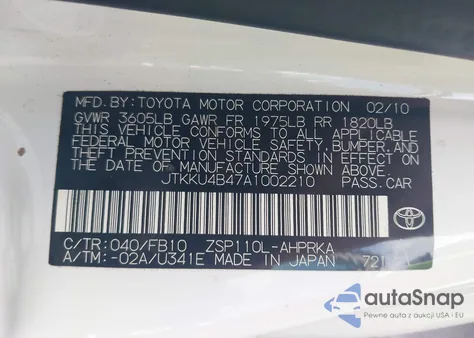 MFD. BY: TOYOTA MOTOR CORPORATION 02/10
GVWR 3605LB GAWR FR 1975LB RR 1820LB
THIS VEHICLE CONFORMS TO ALL APPLICABLE
FEDERAL MOTOR VEHICLE SAFETY, BUMPER, AND
THEFT PREVENTION STANDARDS IN EFFECT ON
THE DATE OF MANUFACTURE SHOWN ABOVE.
JTKKU4B47A1002210 PASS. CAR
C/TR: 040/FB10 ZSP110L-AHPRKA
A/TM: -02A/U341E MADE IN JAPAN
TOYOTA
autoSnap
Pewne auta z aukcji USA i EU